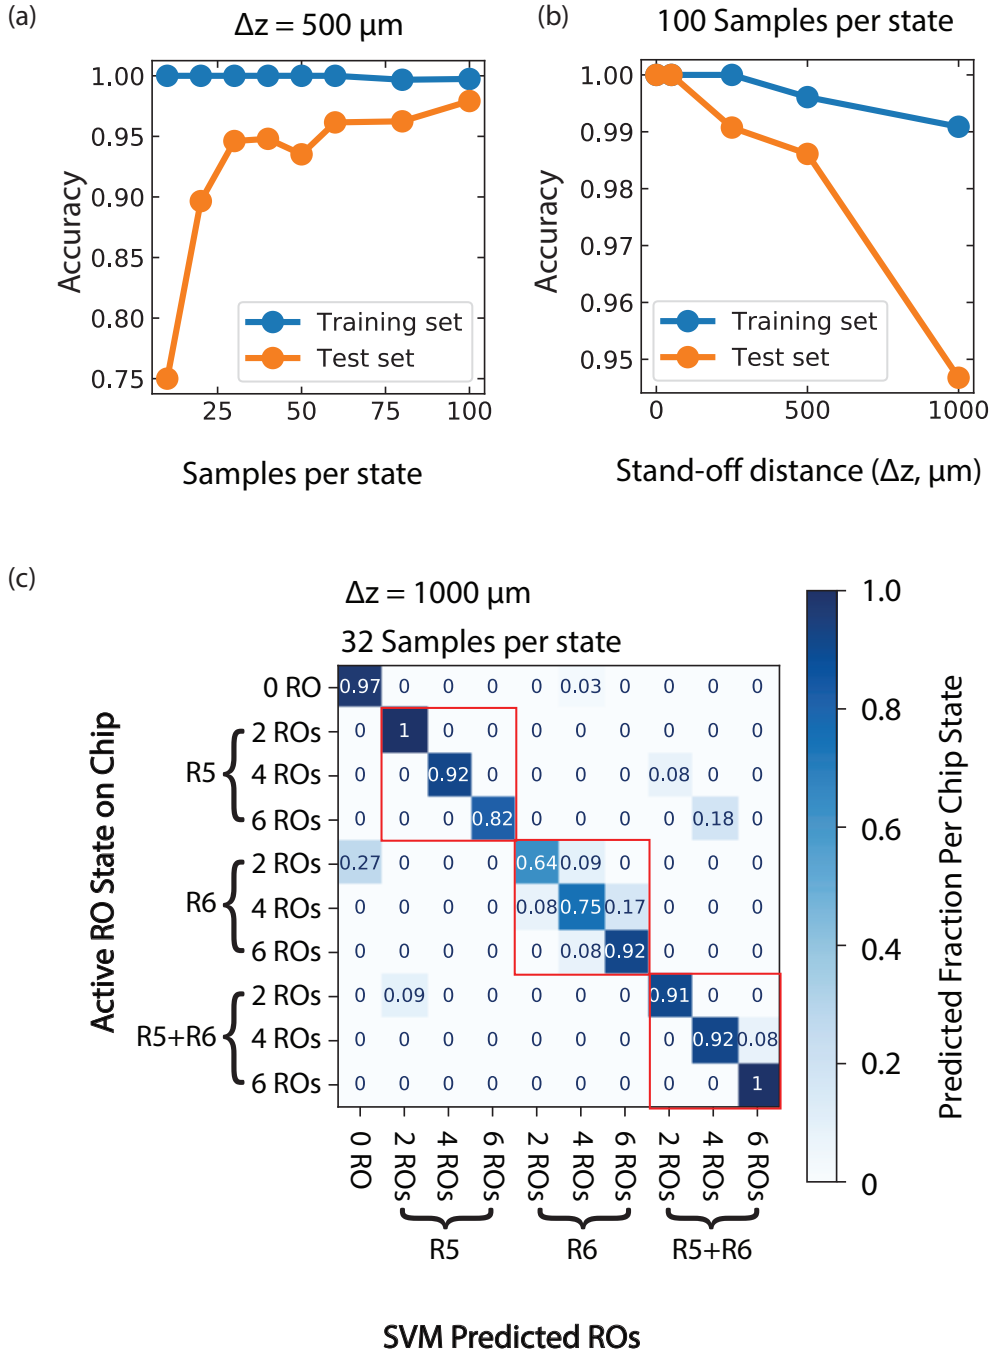 (a)
Δz = 500 μm
1.00
0.95
0.90
0.85
0.80
0.75
Accuracy
Training set
Test set
25
50
75
100
Samples per state
(b)
100 Samples per state
1.00
0.99
0.98
0.97
0.96
0.95
Accuracy
Training set
Test set
0
500
1000
Stand-off distance (Δz, μm)
(c)
Δz = 1000 μm
32 Samples per state
Active RO State on Chip
0 RO 0.97 0 0 0 0 0.03 0 0 0 0
R5
2 ROs 0 1 0 0 0 0 0 0 0 0
4 ROs 0 0 0.92 0 0 0 0 0.08 0 0
6 ROs 0 0 0 0.82 0 0 0 0 0.18 0
R6
2 ROs 0.27 0 0 0 0.64 0.09 0 0 0 0
4 ROs 0 0 0 0 0.08 0.75 0.17 0 0 0
6 ROs 0 0 0 0 0 0.08 0.92 0 0 0
R5+R6
2 ROs 0 0.09 0 0 0 0 0 0.91 0 0
4 ROs 0 0 0 0 0 0 0 0 0.92 0.08
6 ROs 0 0 0 0 0 0 0 0 0 1
0 RO
2 ROs
4 ROs
6 ROs
2 ROs
4 ROs
6 ROs
2 ROs
4 ROs
6 ROs
R5
R6
R5+R6
SVM Predicted ROs
1.0
0.8
0.6
0.4
0.2
0
Predicted Fraction Per Chip State